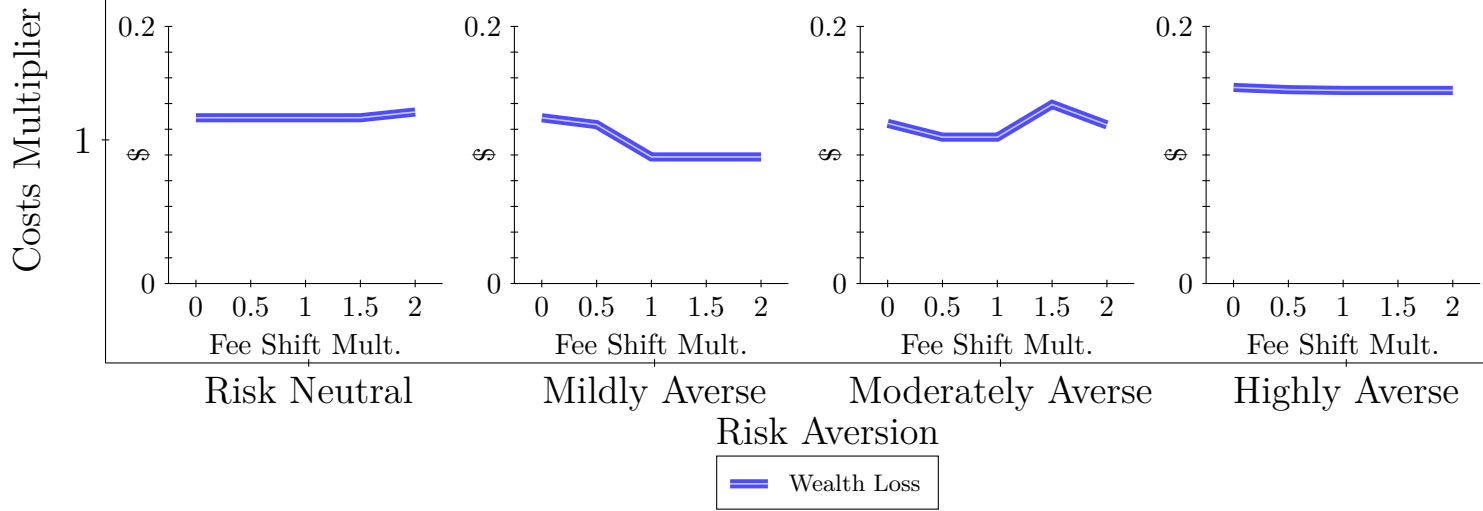 Costs Multiplier
1
0.2
$
0
0 0.5 1 1.5 2
Fee Shift Mult.
0.2
$
0
0 0.5 1 1.5 2
Fee Shift Mult.
0.2
$
0
0 0.5 1 1.5 2
Fee Shift Mult.
0.2
$
0
0 0.5 1 1.5 2
Fee Shift Mult.
Risk Neutral Mildly Averse Moderately Averse Highly Averse
Risk Aversion
Wealth Loss